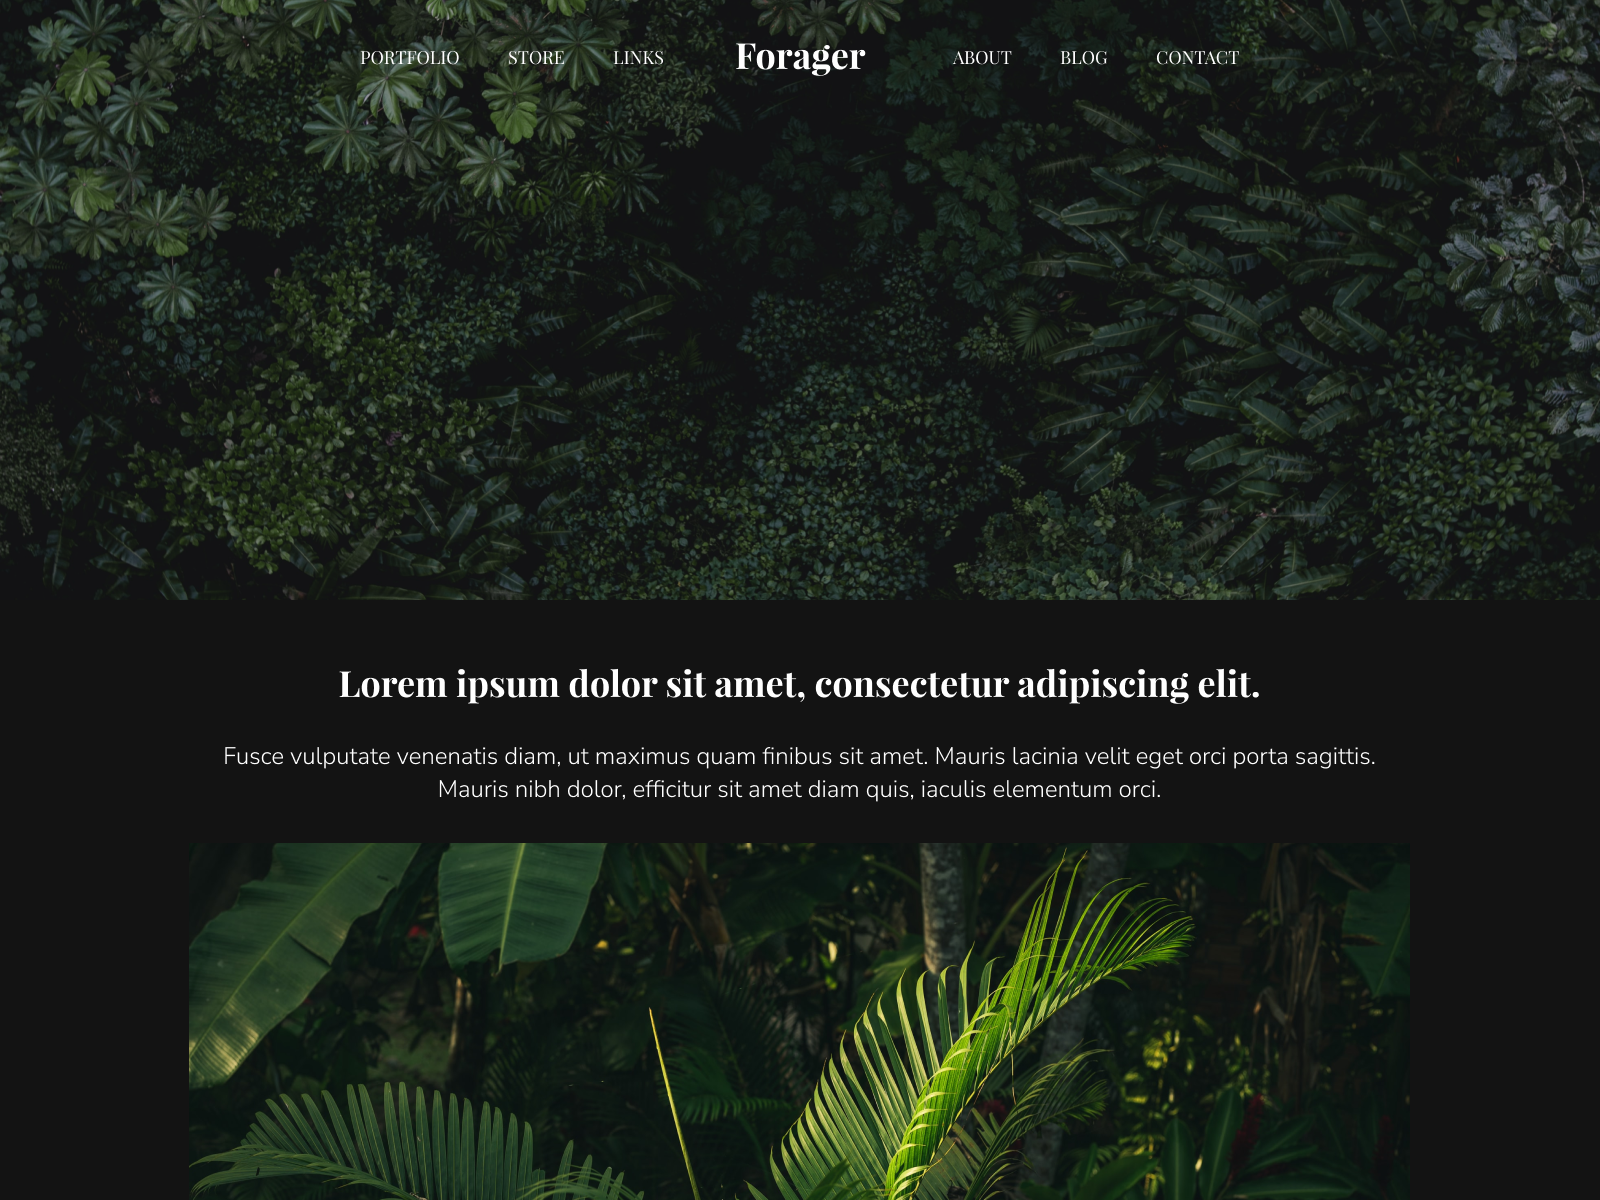 PORTFOLIO STORE LINKS Forager ABOUT BLOG CONTACT
Lorem ipsum dolor sit amet, consectetur adipiscing elit.
Fusce vulputate venenatis diam, ut maximus quam finibus sit amet. Mauris lacinia velit eget orci porta sagittis.
Mauris nibh dolor, efficitur sit amet diam quis, iaculis elementum orci.